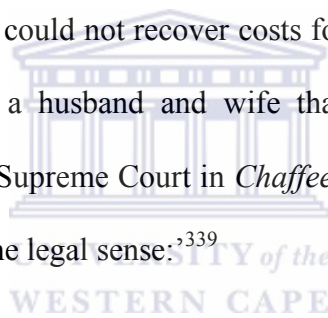 could not recover costs fo
a husband and wife tha
Supreme Court in Chaffee
ne legal sense:’339
UNIVERSITY of the
WESTERN CAPE